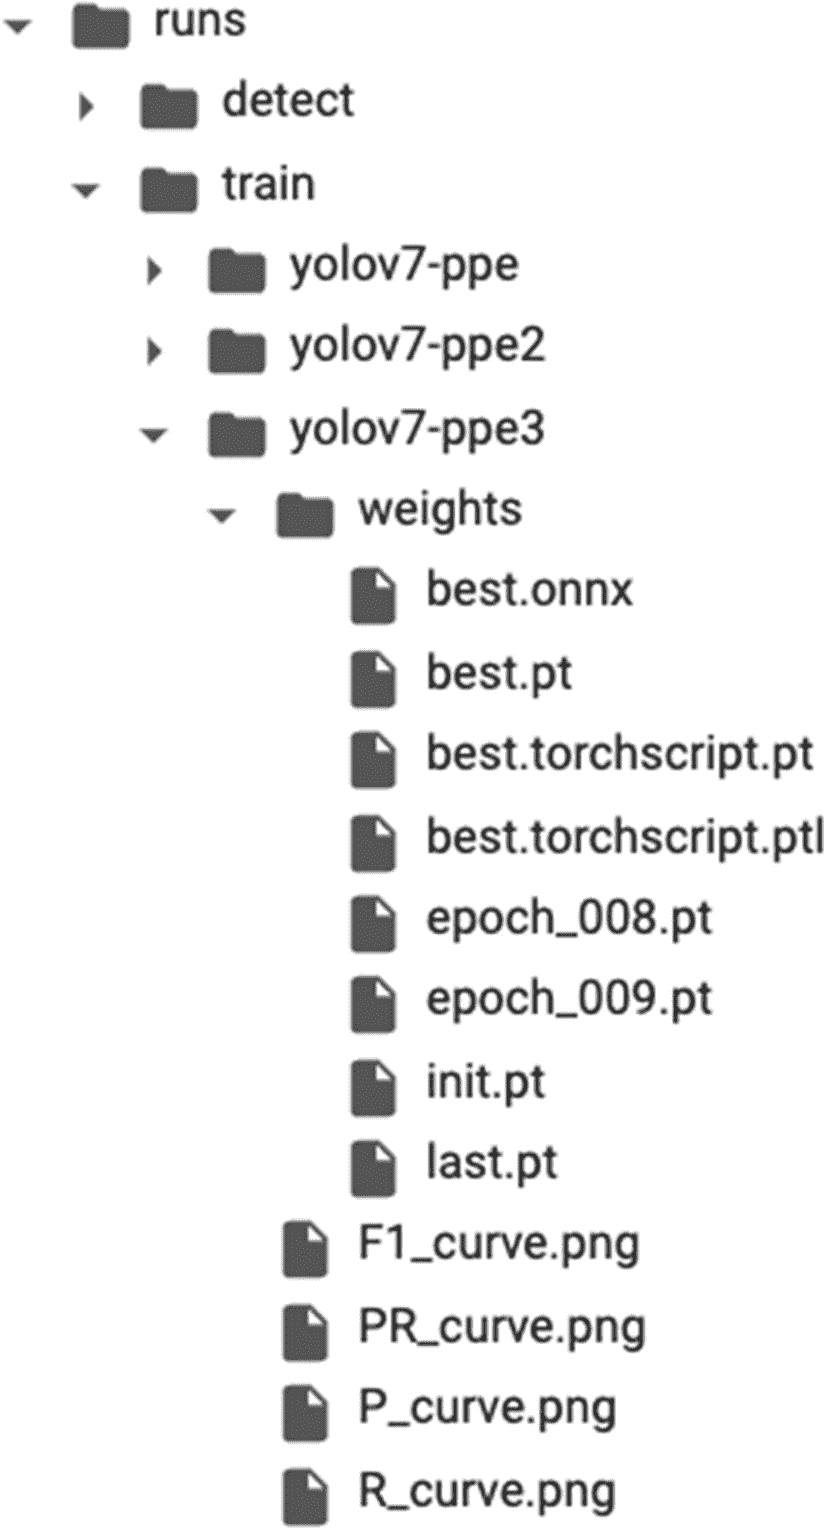 runs
detect
train
yolov7-ppe
yolov7-ppe2
yolov7-ppe3
weights
best.onnx
best.pt
best.torchscript.pt
best.torchscript.ptl
epoch_008.pt
epoch_009.pt
init.pt
last.pt
F1_curve.png
PR_curve.png
P_curve.png
R_curve.png